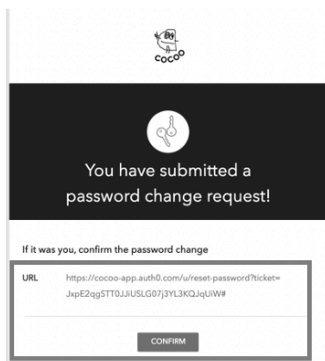 COCOO
You have submitted a
password change request!
If it was you, confirm the password change
URL https://cocoo-app.auth0.com/u/reset-password?ticket=
JxpE2qgSTT0JJiUSLG07j3YL3KQJqUiW#
CONFIRM